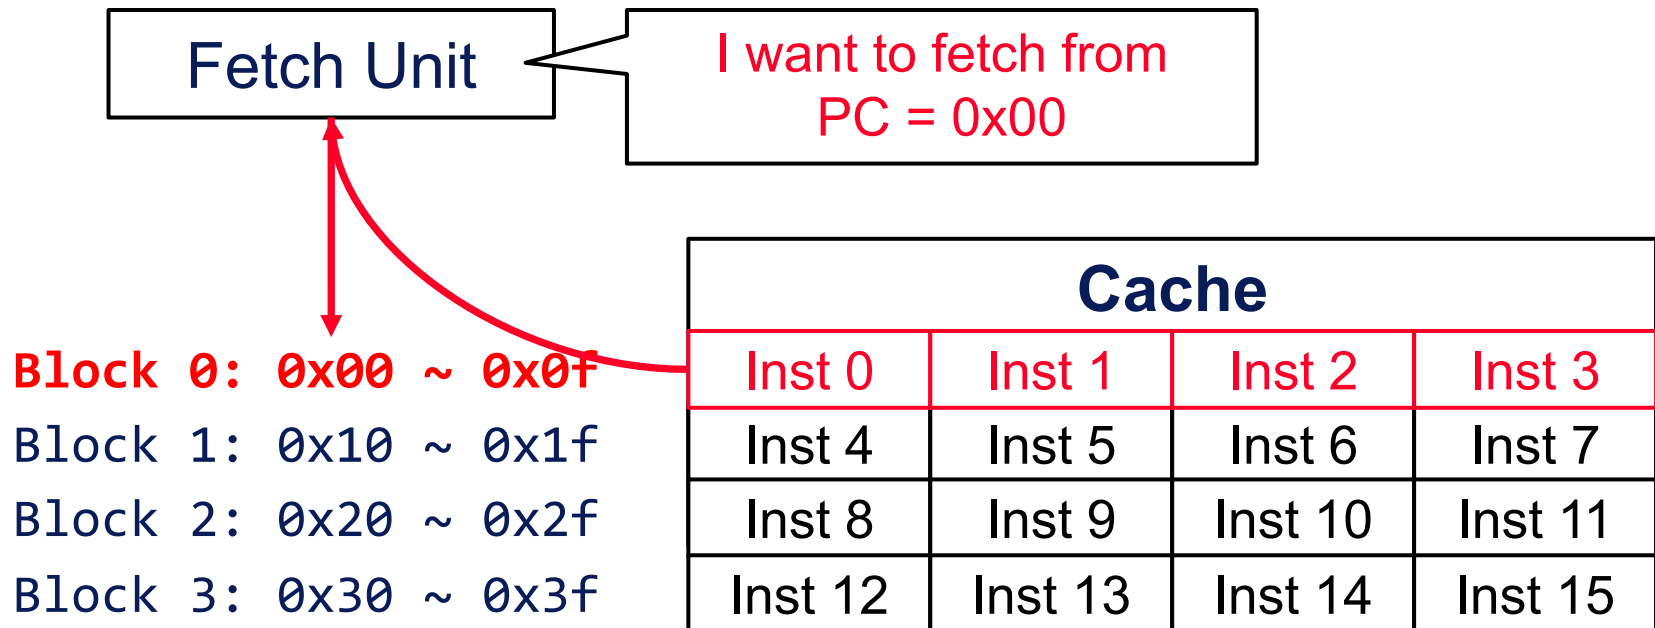 Fetch Unit
I want to fetch from
PC = 0x00
Cache
Block 0: 0x00 ~ 0x0f
Inst 0 Inst 1 Inst 2 Inst 3
Block 1: 0x10 ~ 0x1f
Inst 4 Inst 5 Inst 6 Inst 7
Block 2: 0x20 ~ 0x2f
Inst 8 Inst 9 Inst 10 Inst 11
Block 3: 0x30 ~ 0x3f
Inst 12 Inst 13 Inst 14 Inst 15